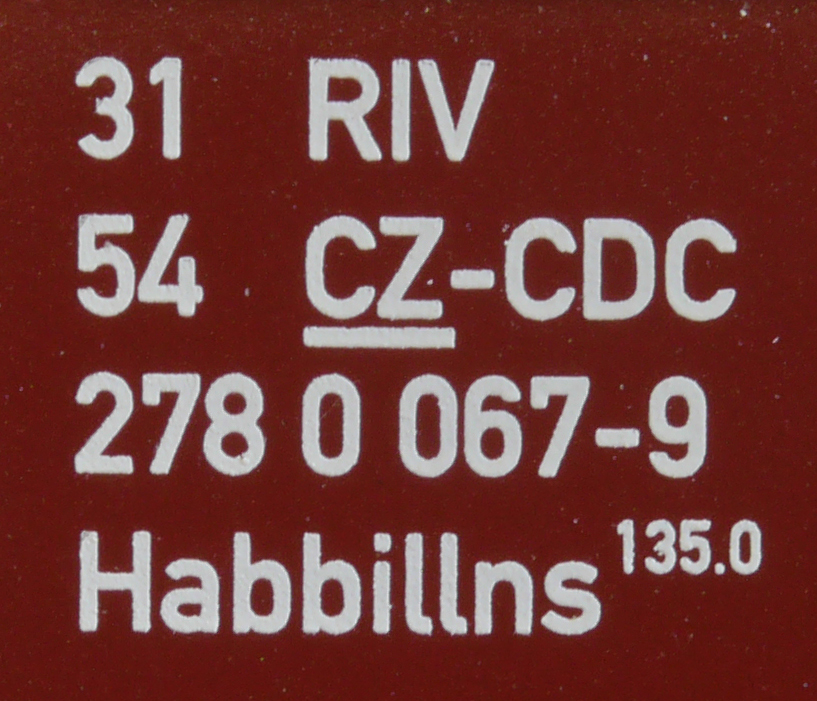 31 RIV
54 CZ-CDC
278 0 067-9
Habbillns 135.0